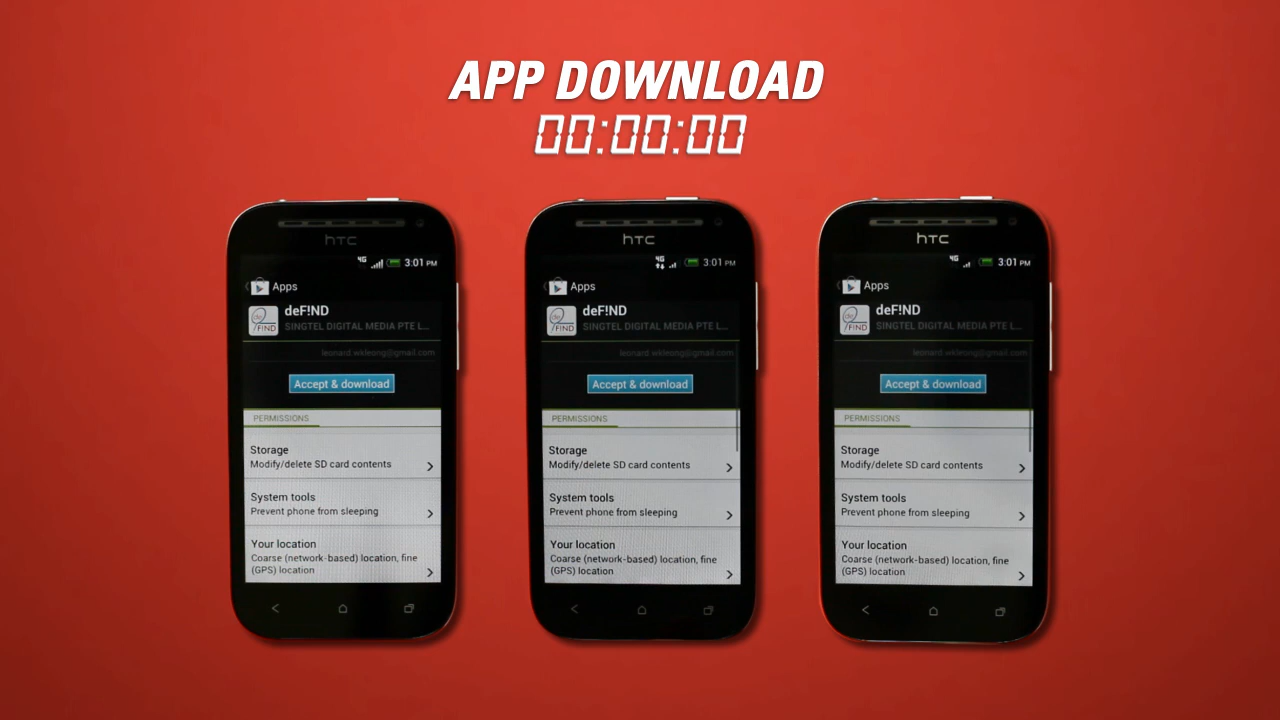 APP DOWNLOAD
00:00:00
hTC
4G 3:01 PM
Apps
deF!ND
SINGTEL DIGITAL MEDIA PTE L...
leonard.wkleong@gmail.com
Accept & download
PERMISSIONS
Storage
Modify/delete SD card contents
System tools
Prevent phone from sleeping
Your location
Coarse (network-based) location, fine
(GPS) location
hTC
4G 3:01 PM
Apps
deF!ND
SINGTEL DIGITAL MEDIA PTE L...
leonard.wkleong@gmail.com
Accept & download
PERMISSIONS
Storage
Modify/delete SD card contents
System tools
Prevent phone from sleeping
Your location
Coarse (network-based) location, fine
(GPS) location
hTC
4G 3:01 PM
Apps
deF!ND
SINGTEL DIGITAL MEDIA PTE L...
leonard.wkleong@gmail.com
Accept & download
PERMISSIONS
Storage
Modify/delete SD card contents
System tools
Prevent phone from sleeping
Your location
Coarse (network-based) location, fine
(GPS) location